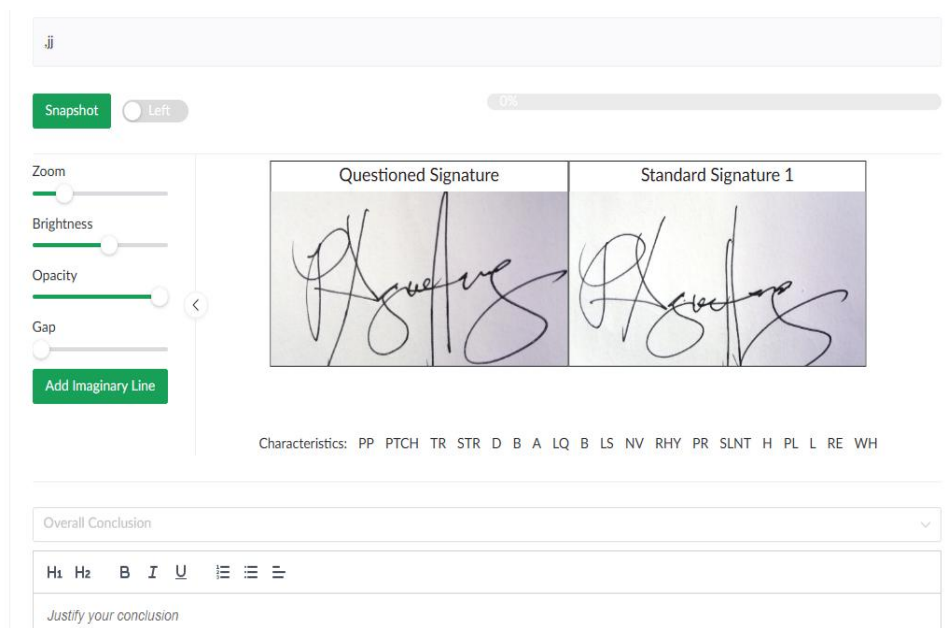 ,jj
Snapshot Left 0%
Zoom
Brightness
Opacity
Gap
Add Imaginary Line
Questioned Signature Standard Signature 1
Characteristics: PP PTCH TR STR D B A LQ B LS NV RHY PR SLNT H PL L RE WH
Overall Conclusion
H1 H2 B I U
Justify your conclusion